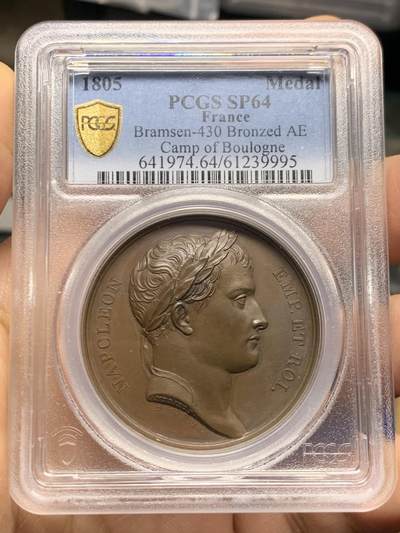 1805 Medal
PCGS SP64
France
Bramsen-430 Bronzed AE
Camp of Boulogne
641974.64/61239995
PCGS
NAPOLEON
EMP. ET ROI.
PCGS